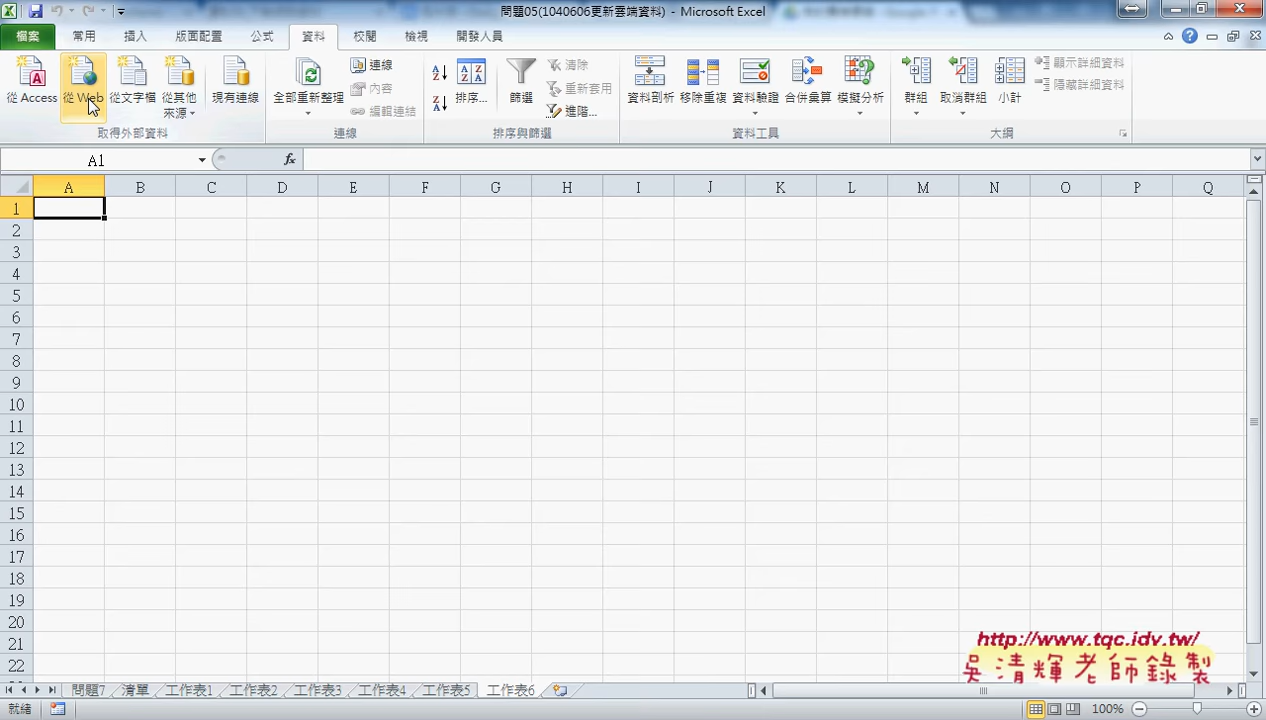 問題05(1040606更新雲端資料) - Microsoft Excel
檔案 常用 插入 版面配置 公式 資料 校閱 檢視 開發人員
從 Access 從 Web 從文字檔 從其他來源 現有連線 全部重新整理 連線 內容 編輯連結 排序... 篩選 清除 重新套用 進階... 資料剖析 移除重複 資料驗證 合併彙算 模擬分析 群組 取消群組 小計 顯示詳細資料 隱藏詳細資料
取得外部資料 連線 排序與篩選 資料工具 大綱
A1 fx
A B C D E F G H I J K L M N O P Q
1
2
3
4
5
6
7
8
9
10
11
12
13
14
15
16
17
18
19
20
21
22
http://www.tqc.idv.tw/
吳清輝老師錄製
問題7 清單 工作表1 工作表2 工作表3 工作表4 工作表5 工作表6
就緒 100%